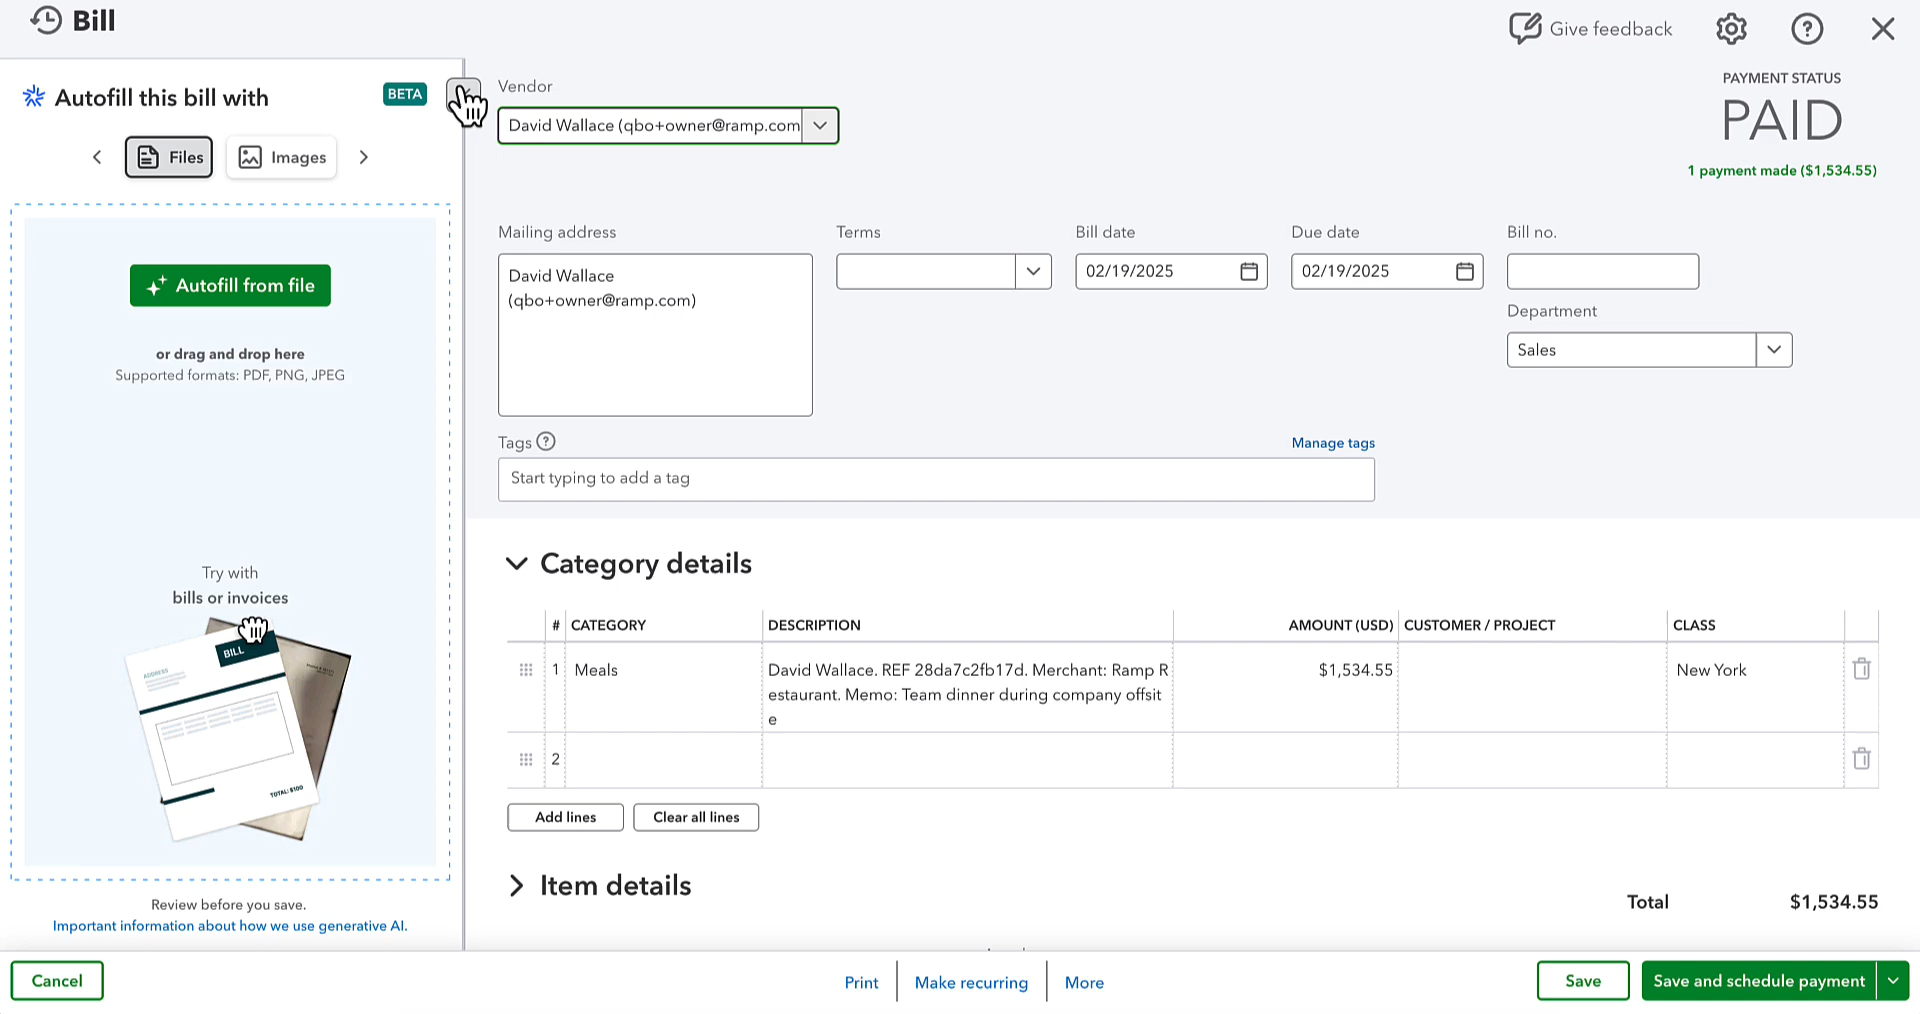 Bill
Give feedback
Autofill this bill with
BETA
Files
Images
Autofill from file
or drag and drop here
Supported formats: PDF, PNG, JPEG
Try with
bills or invoices
BILL
ADDRESS
TOTAL: $100
Review before you save.
Important information about how we use generative AI.
Vendor
David Wallace (qbo+owner@ramp.com
PAYMENT STATUS
PAID
1 payment made ($1,534.55)
Mailing address
David Wallace
(qbo+owner@ramp.com)
Terms
Bill date
02/19/2025
Due date
02/19/2025
Bill no.
Department
Sales
Tags
Manage tags
Start typing to add a tag
Category details
# CATEGORY DESCRIPTION AMOUNT (USD) CUSTOMER / PROJECT CLASS
1 Meals David Wallace. REF 28da7c2fb17d. Merchant: Ramp R $1,534.55 New York
estaurant. Memo: Team dinner during company offsit
e
2
Add lines Clear all lines
Item details
Total $1,534.55
Cancel Print Make recurring More Save Save and schedule payment